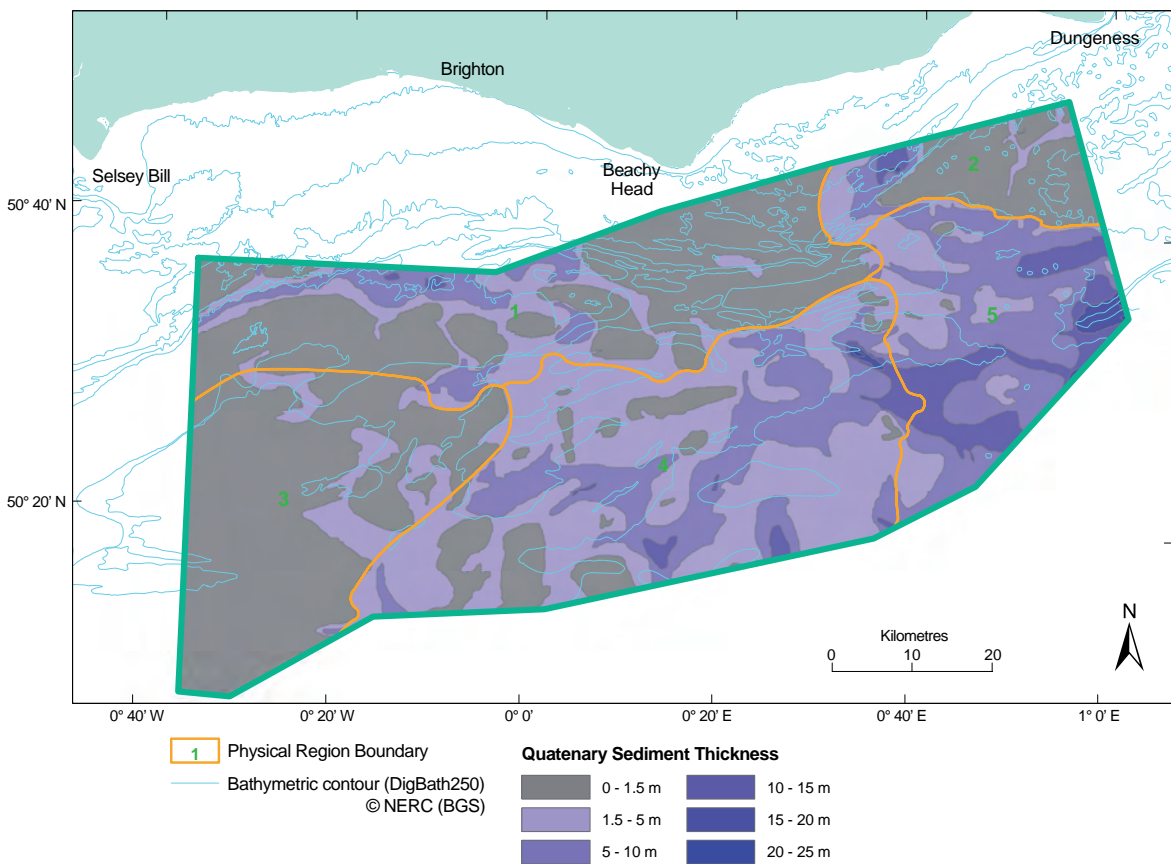 Dungeness
Brighton
Beachy
Head
Selsey Bill
50° 40' N
50° 20' N
2
1
5
4
3
N
Kilometres
0 10 20
0° 40' W 0° 20' W 0° 0' 0° 20' E 0° 40' E 1° 0' E
1 Physical Region Boundary
Bathymetric contour (DigBath250)
© NERC (BGS)
Quatenary Sediment Thickness
0 - 1.5 m 10 - 15 m
1.5 - 5 m 15 - 20 m
5 - 10 m 20 - 25 m